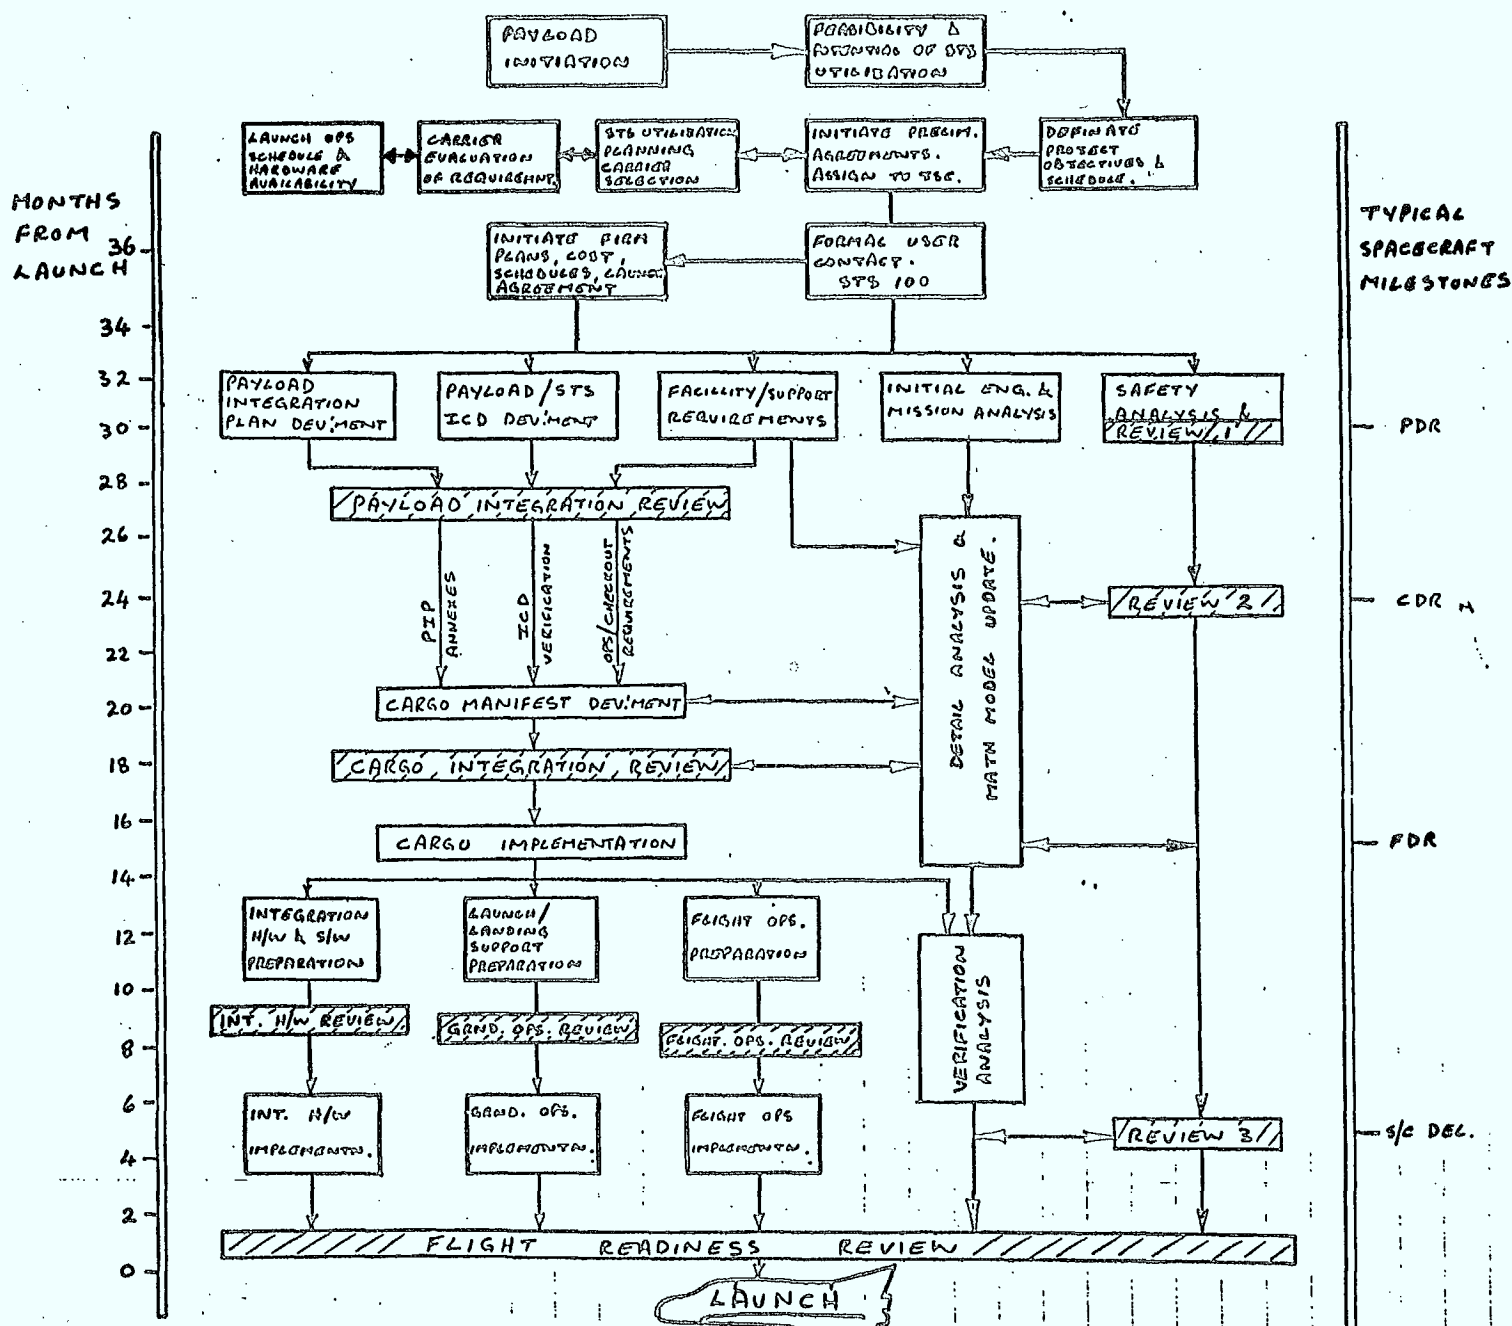 PAYLOAD
INITIATION
& 
POTENTIAL OF STS
UTILISATION
LAUNCH OPS
SCHEDULE &
HARDWARE
AVAILABILITY
CARRIER
EVALUATION
OF REQUIREMNT.
STS UTILISATION
PLANNING
CARRIER
SELECTION
INITIATE PRELIM.
AGREEMENTS.
ASSIGN TO
DEFINATE
PROJECT
OBJECTIVES &
SCHEDULE.
MONTHS
FROM
LAUNCH
TYPICAL
SPACECRAFT
MILESTONES
INITIATE FIRM
PLANS, COST,
SCHEDULES, LAUNCH
AGREEMENT
FORMAL USER
CONTACT.
STS 100
36
34
32
30
28
26
24
22
20
18
16
14
12
10
8
6
4
2
0
PAYLOAD
INTEGRATION
PLAN DEV'MENT
PAYLOAD/STS
ICD DEV'MENT
FACILLITY/SUPPORT
REQUIREMENTS
INITIAL ENG. &
MISSION ANALYSIS
SAFETY
ANALYSIS &
REVIEW 1
PDR
PAYLOAD INTEGRATION REVIEW
PIP
ANNEXES
ICD
VERIFICATION
OPS/CHECKOUT
REQUIREMENTS
DETAIL ANALYSIS &
MATH MODEL UPDATE.
REVIEW 2
CDR
CARGO MANIFEST DEV'MENT
CARGO INTEGRATION REVIEW
CARGO IMPLEMENTATION
FDR
INTEGRATION
H/W & S/W
PREPARATION
LAUNCH/
LANDING
SUPPORT
PREPARATION
FLIGHT OPS.
PREPARATION
VERIFICATION
ANALYSIS
INT. H/W REVIEW
GRND. OPS. REVIEW
FLIGHT. OPS. REVIEW
INT. H/W
IMPLEMENTN.
GRND. OPS.
IMPLEMENTN.
FLIGHT OPS
IMPLEMENTN.
REVIEW 3
S/C DEL.
FLIGHT READINESS REVIEW
LAUNCH